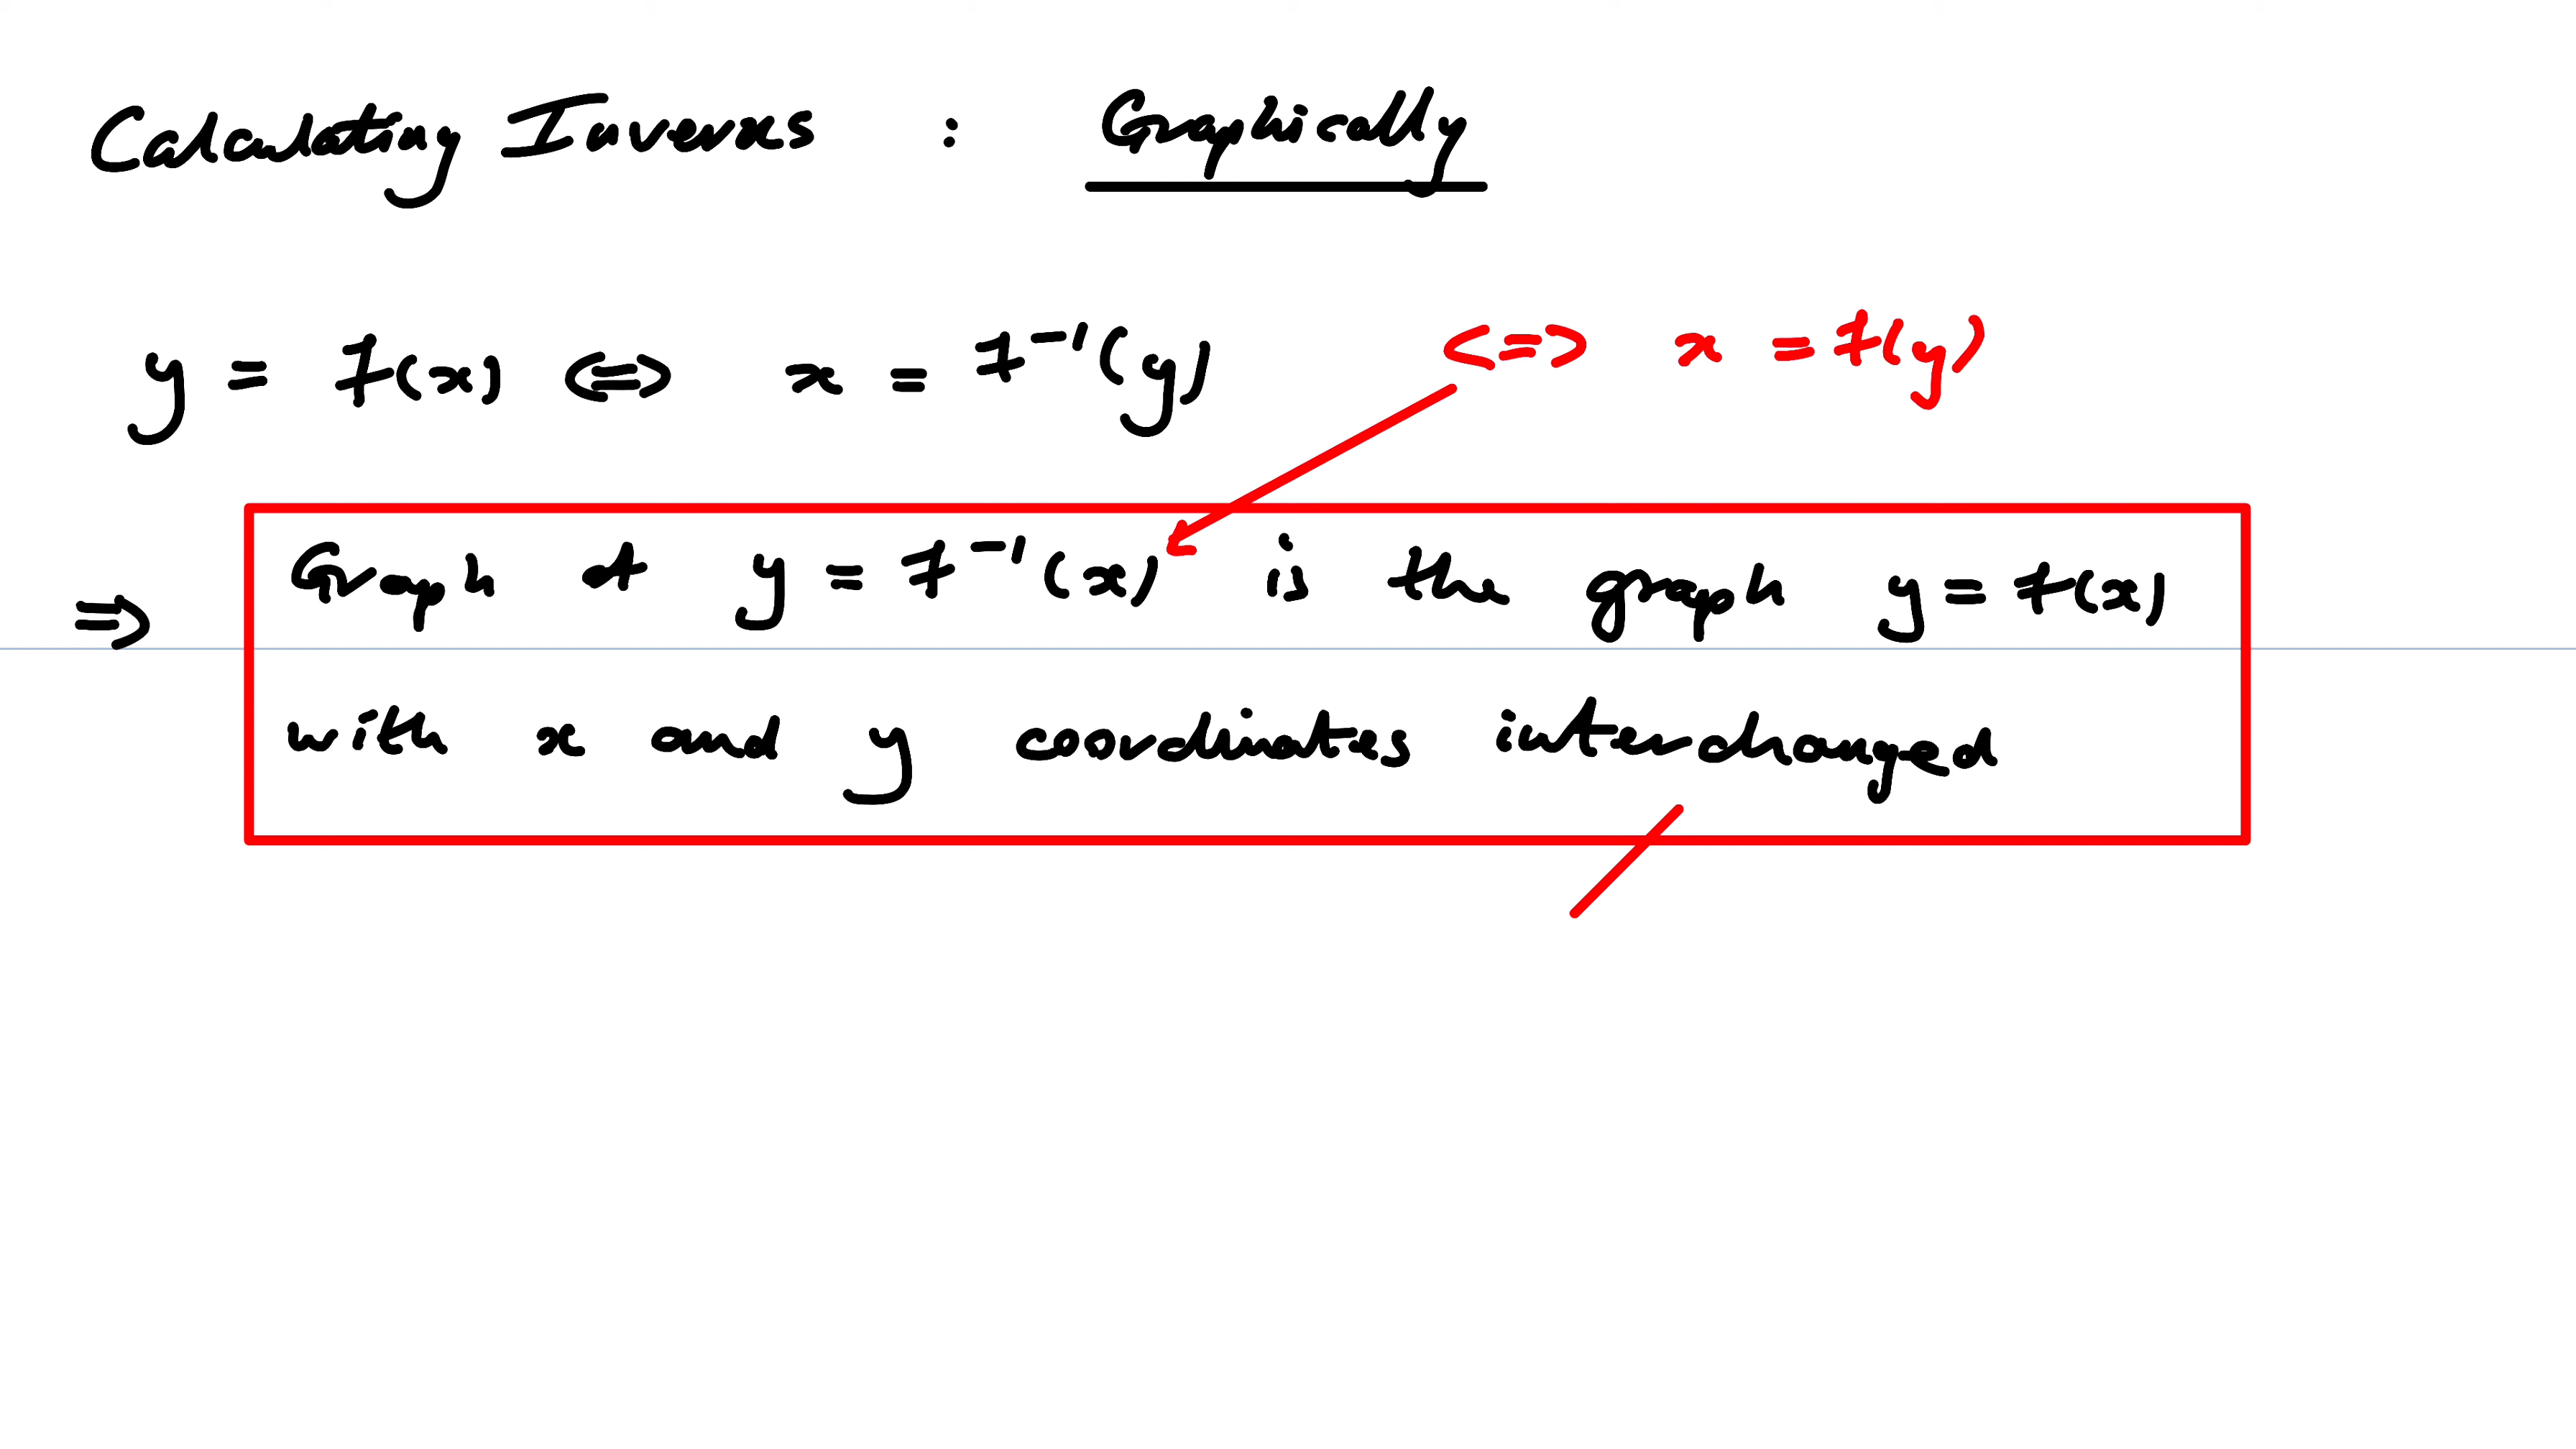 Calculating Inverses : Graphically
y = f(x) <=> x = f⁻¹(y) <=> x = f(y)
=> Graph of y = f⁻¹(x) is the graph y = f(x)
with x and y coordinates interchanged